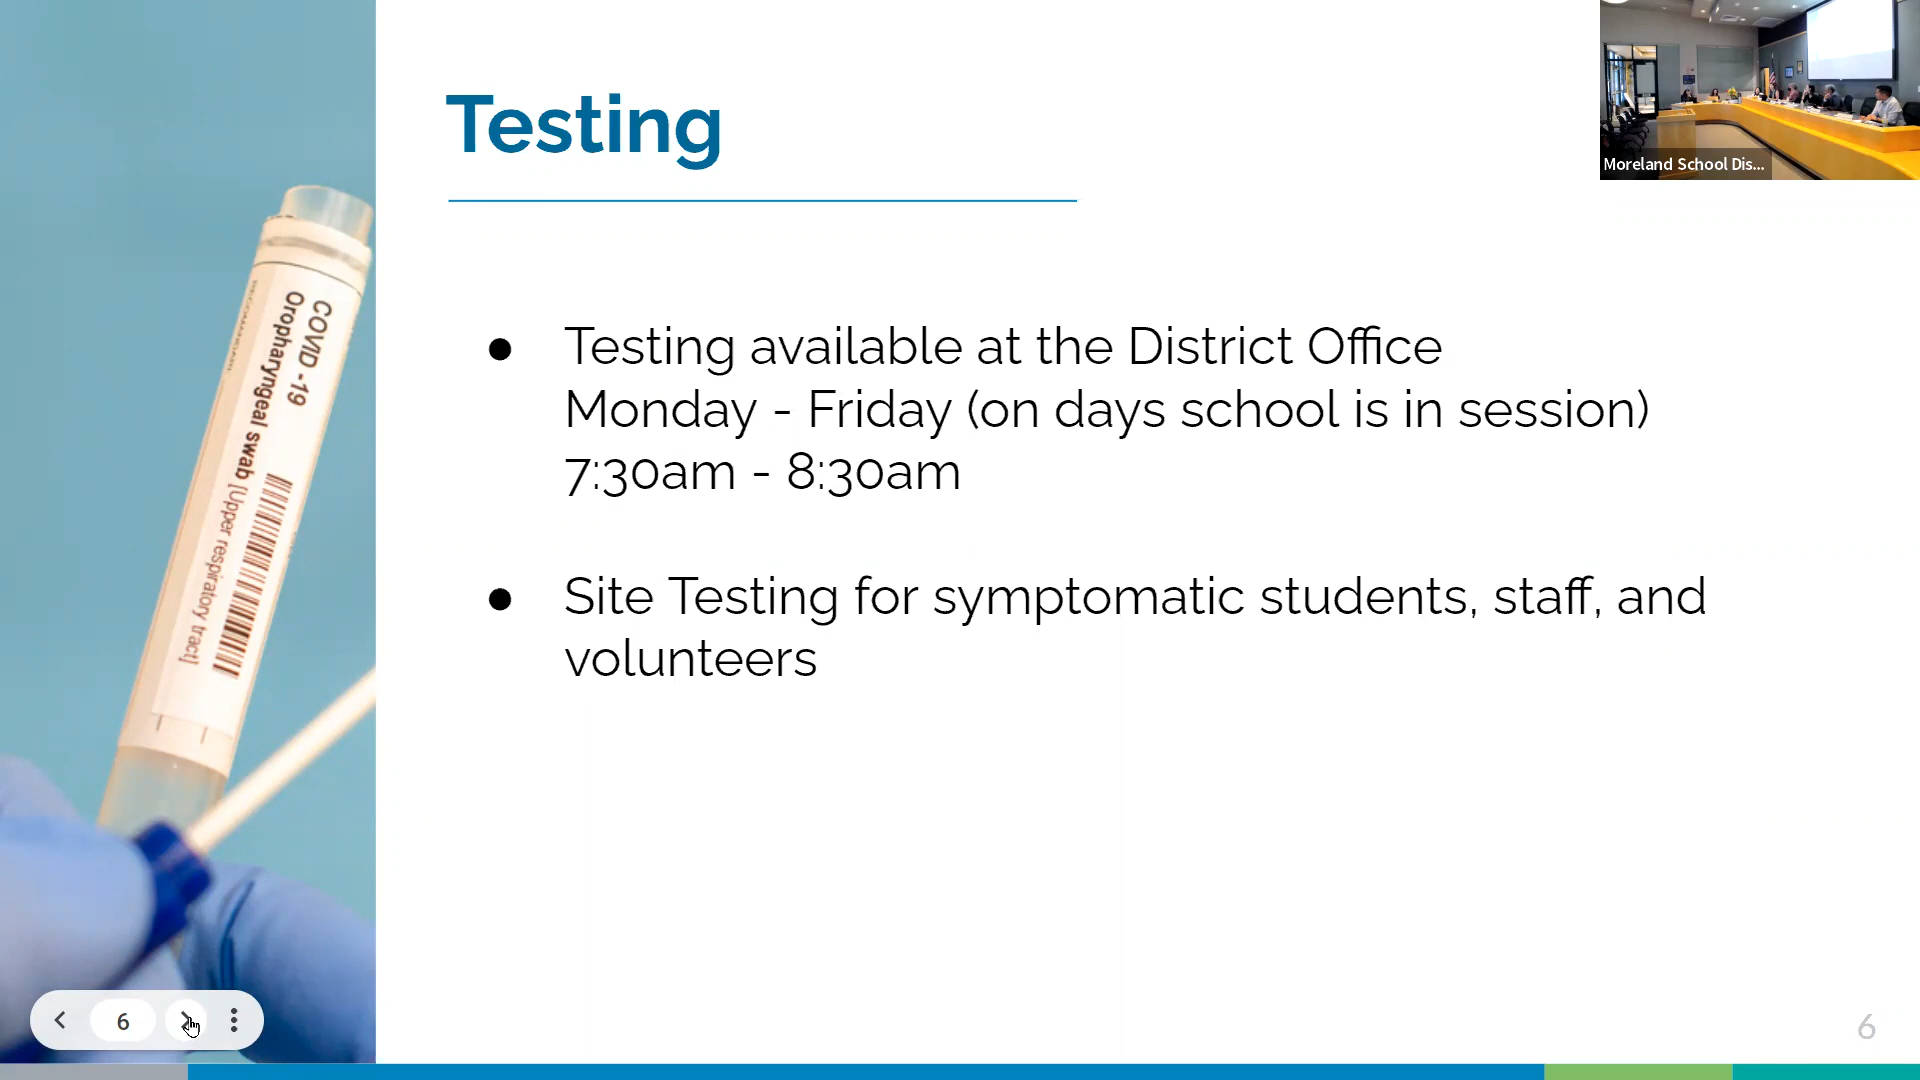 Testing
Moreland School Dis...
● Testing available at the District Office
Monday - Friday (on days school is in session)
7:30am - 8:30am
● Site Testing for symptomatic students, staff, and
volunteers
COVID -19
Oropharyngeal swab [Upper respiratory tract]
6
6